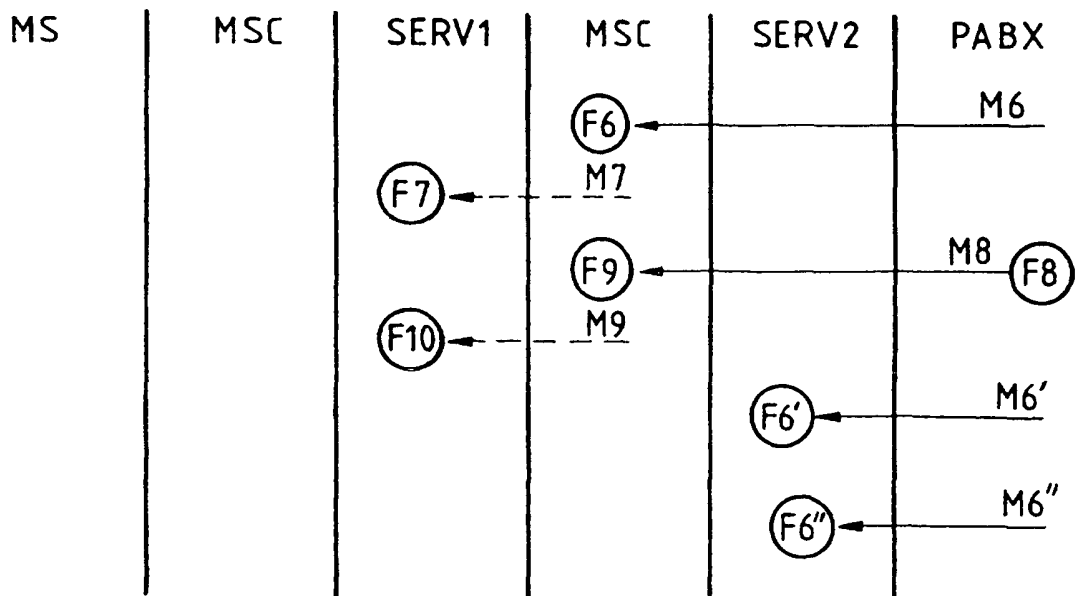 MS MSC SERV1 MSC SERV2 PABX
M6
F6
M7
F7
M8
F9 F8
M9
F10
M6′
F6′
M6″
F6″